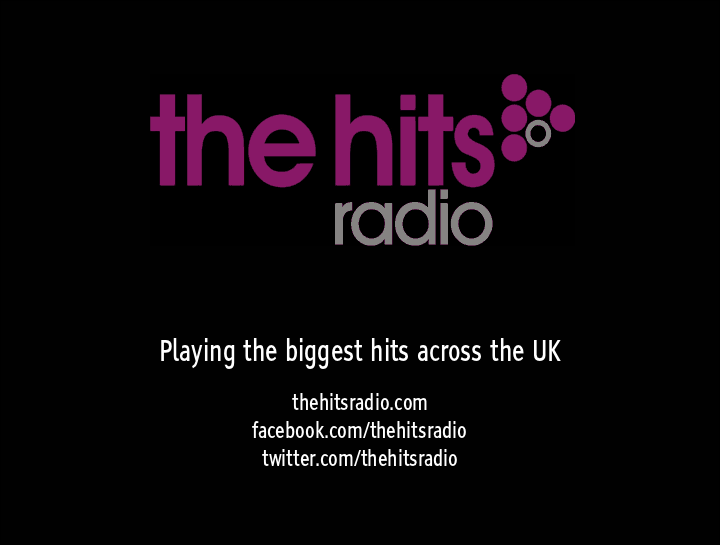 the hits
radio
Playing the biggest hits across the UK
thehitsradio.com
facebook.com/thehitsradio
twitter.com/thehitsradio